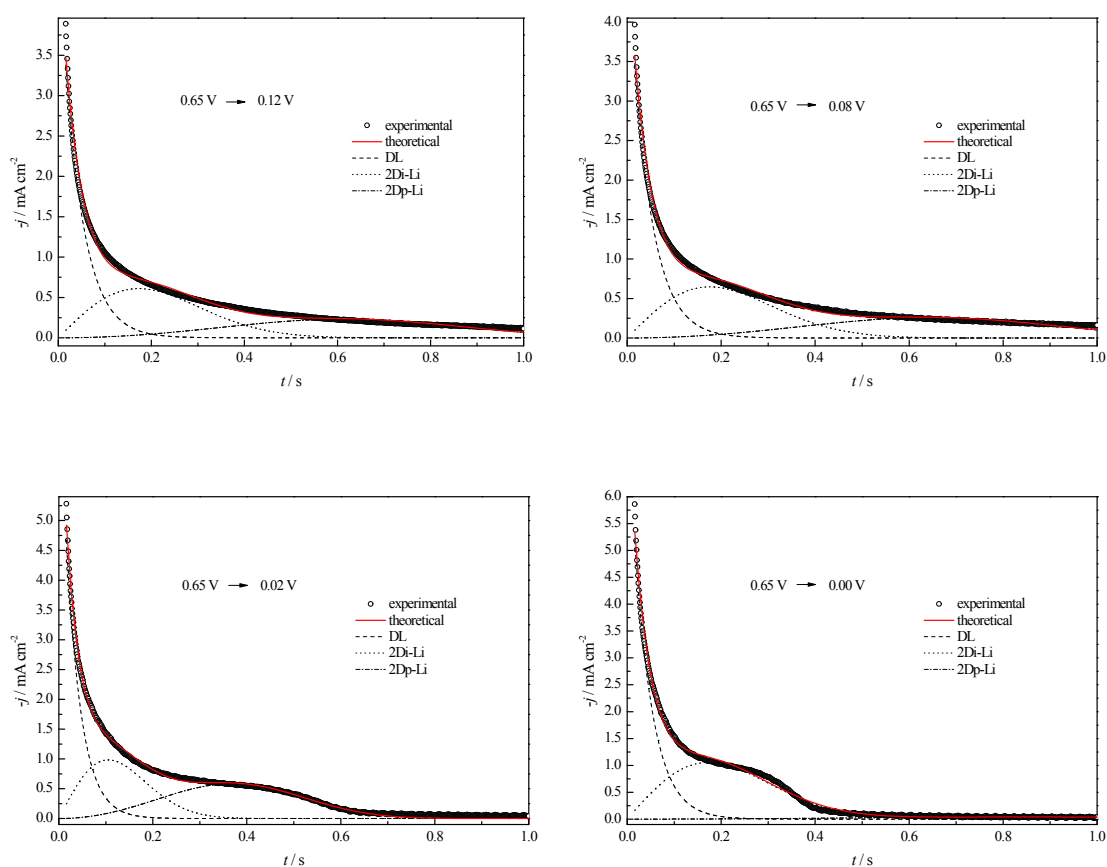 3.5
3.0
2.5
2.0
1.5
1.0
0.5
0.0
-j / mA cm-2
0.65 V → 0.12 V
experimental
theoretical
DL
2Di-Li
2Dp-Li
0.0 0.2 0.4 0.6 0.8 1.0
t / s
4.0
3.5
3.0
2.5
2.0
1.5
1.0
0.5
0.0
-j / mA cm-2
0.65 V → 0.08 V
experimental
theoretical
DL
2Di-Li
2Dp-Li
0.0 0.2 0.4 0.6 0.8 1.0
t / s
5.0
4.5
4.0
3.5
3.0
2.5
2.0
1.5
1.0
0.5
0.0
-j / mA cm-2
0.65 V → 0.02 V
experimental
theoretical
DL
2Di-Li
2Dp-Li
0.0 0.2 0.4 0.6 0.8 1.0
t / s
6.0
5.5
5.0
4.5
4.0
3.5
3.0
2.5
2.0
1.5
1.0
0.5
0.0
-j / mA cm-2
0.65 V → 0.00 V
experimental
theoretical
DL
2Di-Li
2Dp-Li
0.0 0.2 0.4 0.6 0.8 1.0
t / s